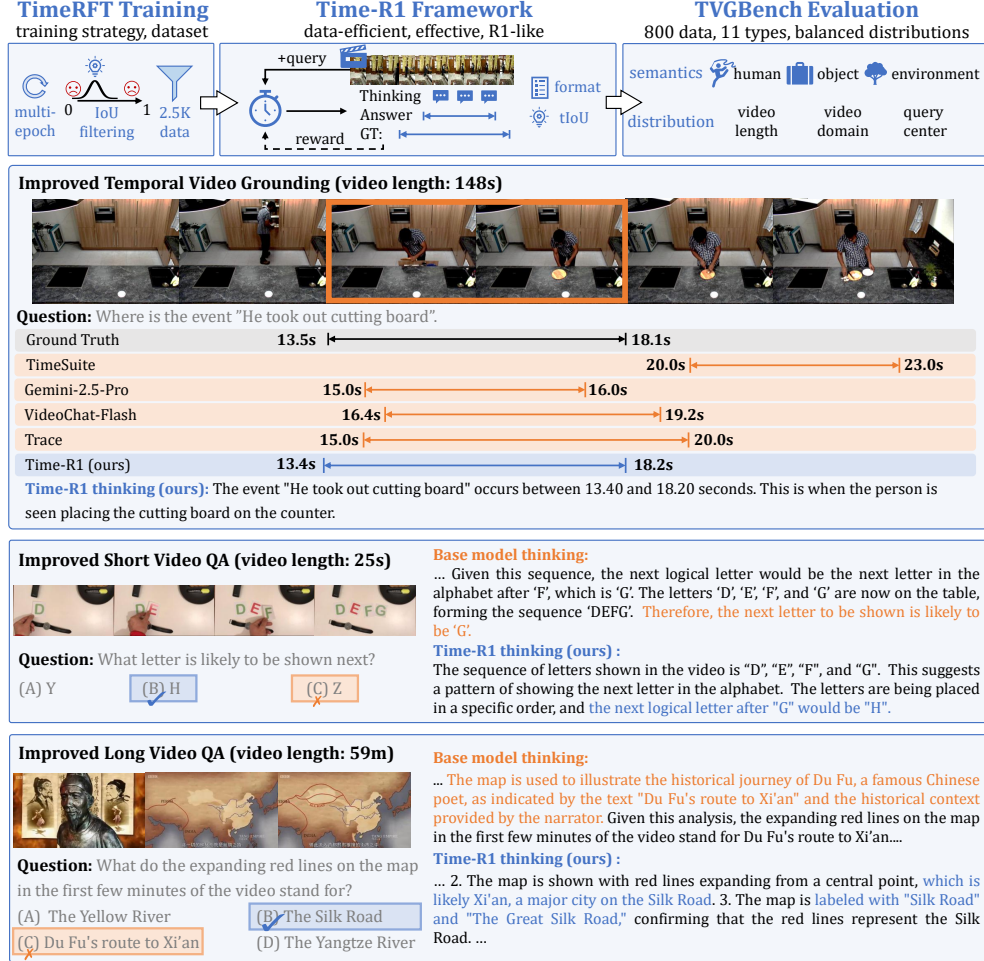 TimeRFT Training
training strategy, dataset
Time-R1 Framework
data-efficient, effective, R1-like
TVGBench Evaluation
800 data, 11 types, balanced distributions
multi-
epoch
0
1
IoU
filtering
2.5K
data
+query
Thinking
Answer
GT:
reward
format
tIoU
semantics
human
object
environment
distribution
video
length
video
domain
query
center
Improved Temporal Video Grounding (video length: 148s)
Question: Where is the event "He took out cutting board".
Ground Truth 13.5s 18.1s
TimeSuite 20.0s 23.0s
Gemini-2.5-Pro 15.0s 16.0s
VideoChat-Flash 16.4s 19.2s
Trace 15.0s 20.0s
Time-R1 (ours) 13.4s 18.2s
Time-R1 thinking (ours): The event "He took out cutting board" occurs between 13.40 and 18.20 seconds. This is when the person is
seen placing the cutting board on the counter.
Improved Short Video QA (video length: 25s)
D
D E
D E F
D E F G
Question: What letter is likely to be shown next?
(A) Y
(B) H
(C) Z
Base model thinking:
... Given this sequence, the next logical letter would be the next letter in the
alphabet after 'F', which is 'G'. The letters 'D', 'E', 'F', and 'G' are now on the table,
forming the sequence 'DEFG'. Therefore, the next letter to be shown is likely to
be 'G'.
Time-R1 thinking (ours) :
The sequence of letters shown in the video is "D", "E", "F", and "G". This suggests
a pattern of showing the next letter in the alphabet. The letters are being placed
in a specific order, and the next logical letter after "G" would be "H".
Improved Long Video QA (video length: 59m)
Question: What do the expanding red lines on the map
in the first few minutes of the video stand for?
(A) The Yellow River
(B) The Silk Road
(C) Du Fu's route to Xi'an
(D) The Yangtze River
Base model thinking:
... The map is used to illustrate the historical journey of Du Fu, a famous Chinese
poet, as indicated by the text "Du Fu's route to Xi'an" and the historical context
provided by the narrator. Given this analysis, the expanding red lines on the map
in the first few minutes of the video stand for Du Fu's route to Xi'an....
Time-R1 thinking (ours) :
... 2. The map is shown with red lines expanding from a central point, which is
likely Xi'an, a major city on the Silk Road. 3. The map is labeled with "Silk Road"
and "The Great Silk Road," confirming that the red lines represent the Silk
Road. ...